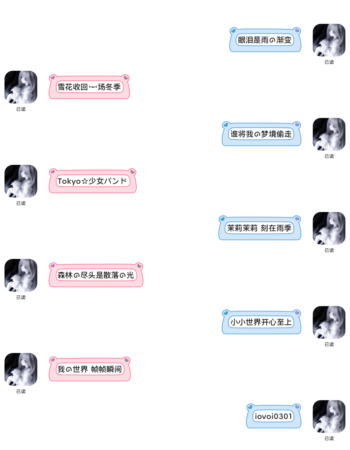 眼泪是雨の渐变
已读
雪花收回一场冬季
已读
谁将我の梦境偷走
已读
Tokyo☆少女バンド
已读
茉莉茉莉 刻在雨季
已读
森林の尽头是散落の光
已读
小小世界开心至上
已读
我の世界 帧帧瞬间
已读
iovoi0301
已读